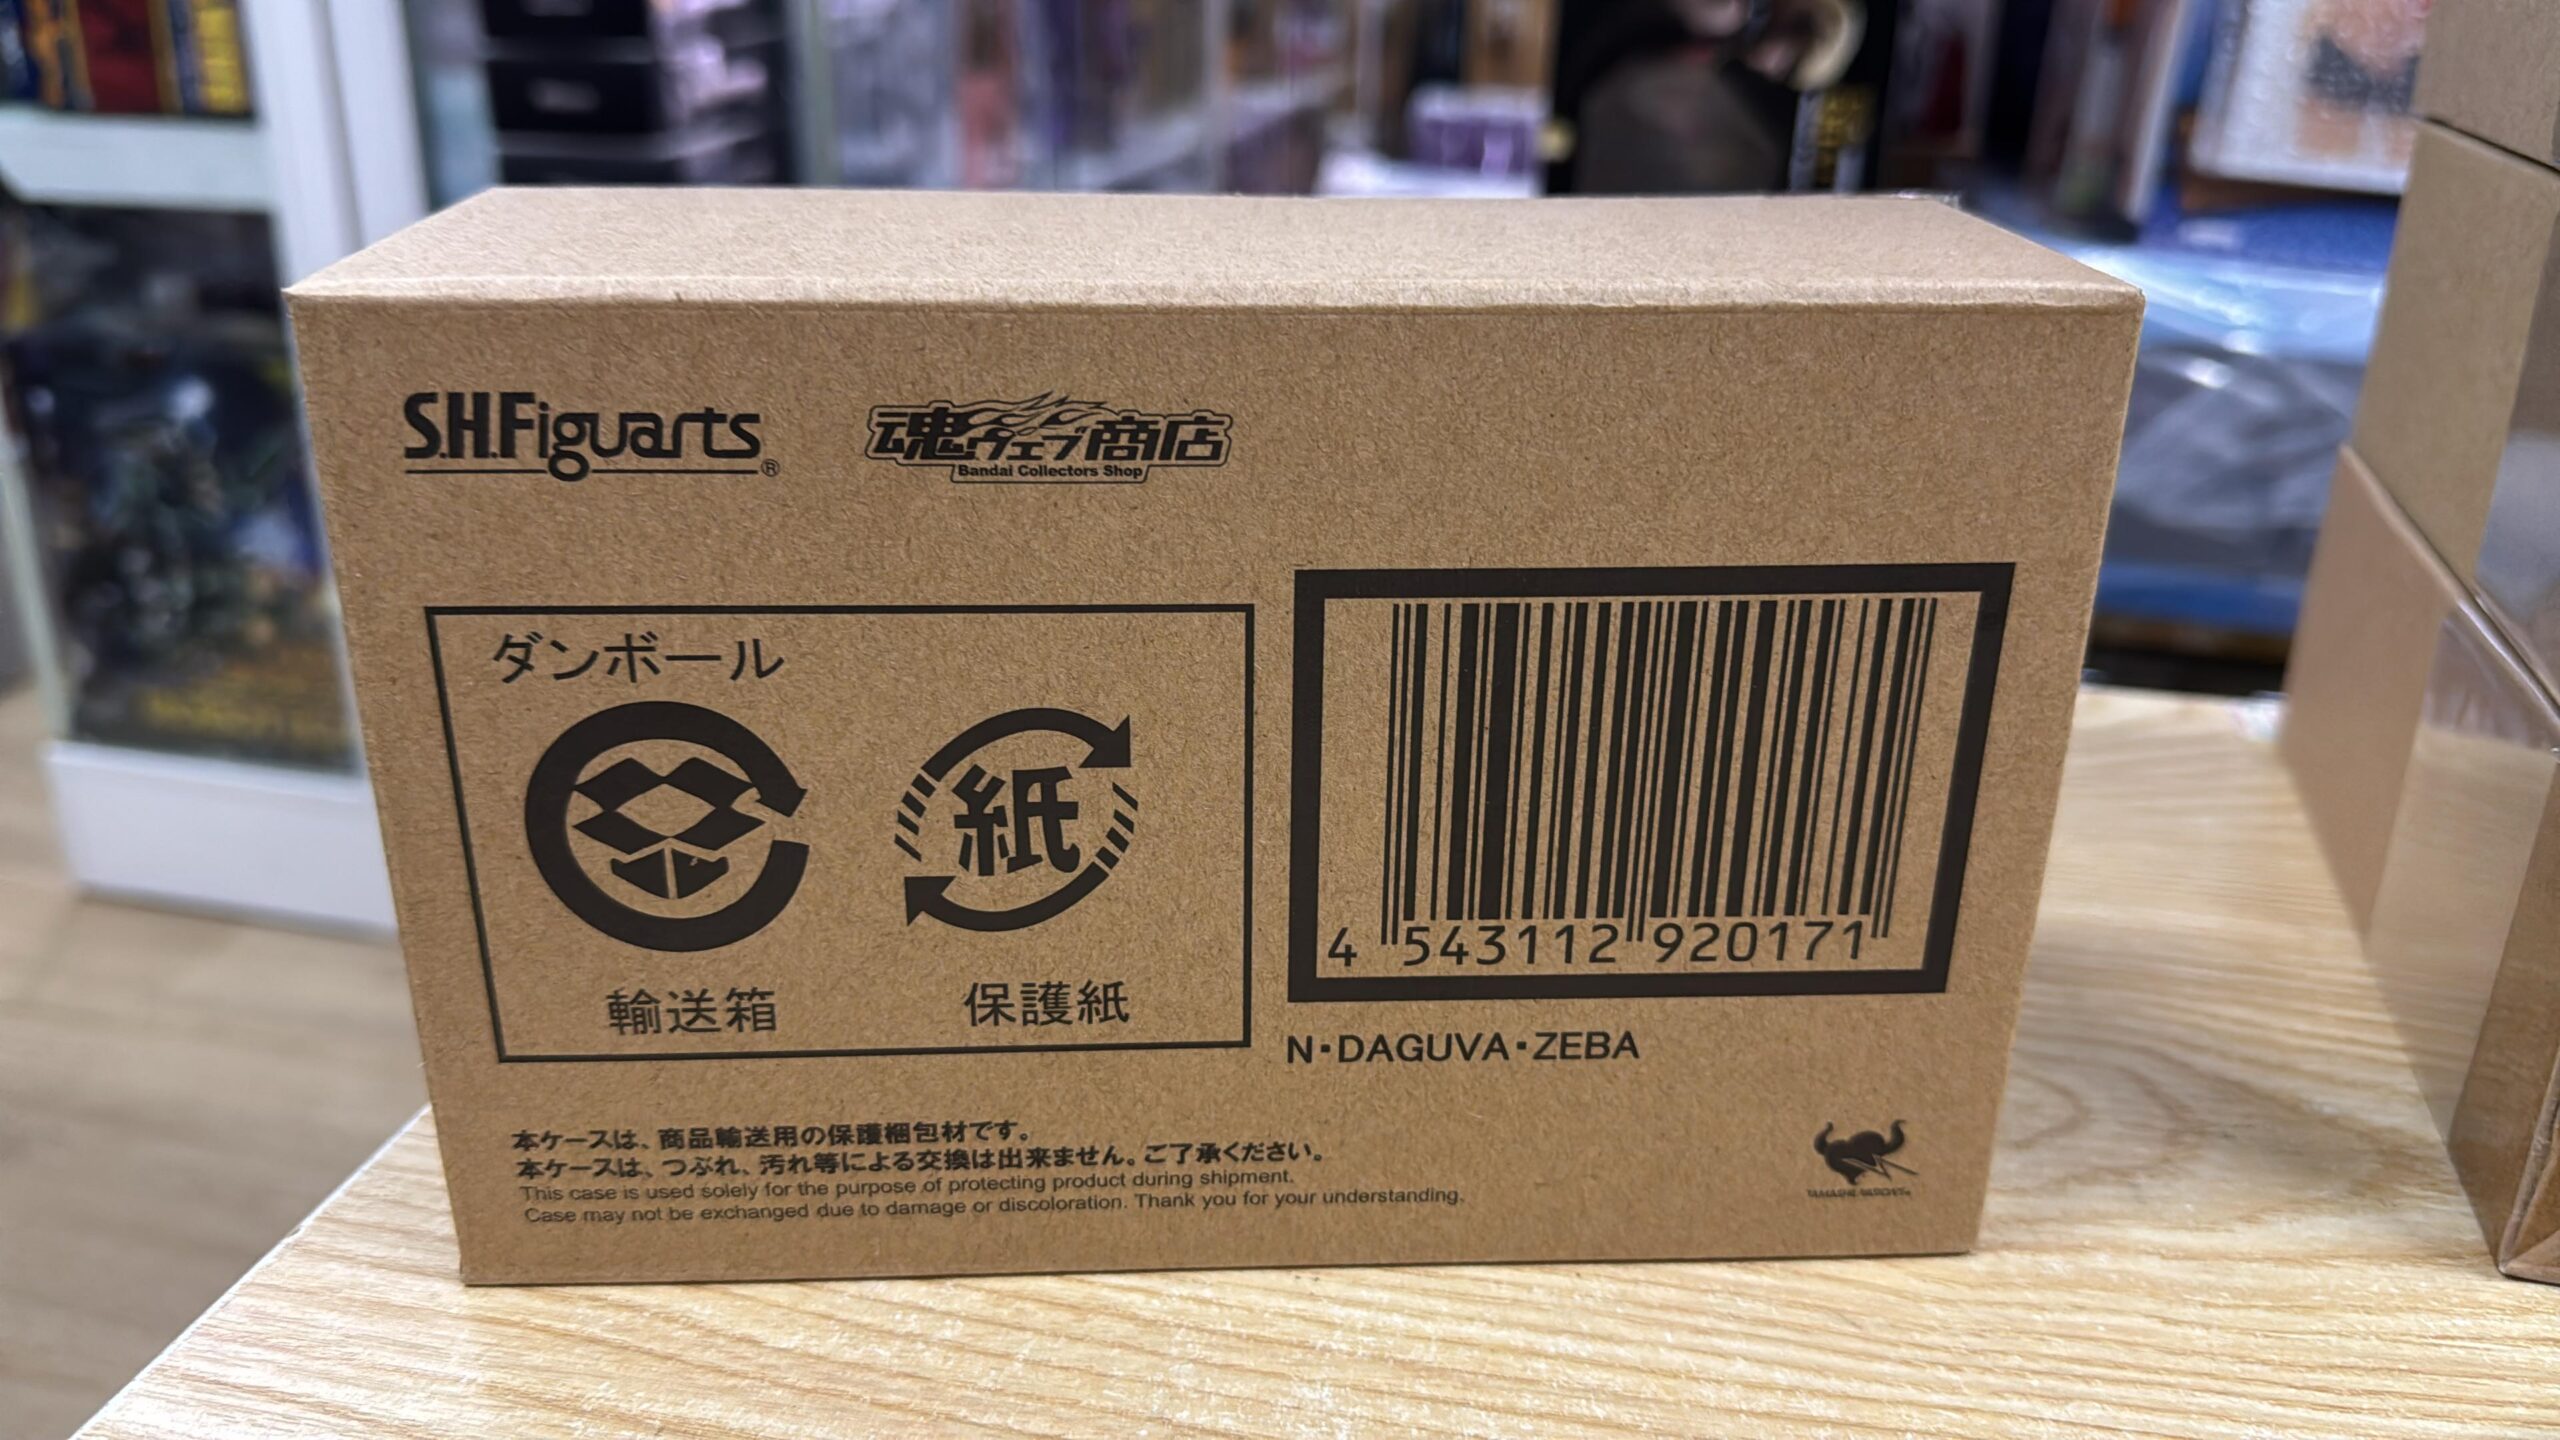 S.H.Figuarts®
魂ウェブ商店
Bandai Collectors Shop
ダンボール
紙
輸送箱
保護紙
4 543112 920171
N・DAGUVA・ZEBA
本ケースは、商品輸送用の保護梱包材です。
本ケースは、つぶれ、汚れ等による交換は出来ません。ご了承ください。
This case is used solely for the purpose of protecting product during shipment.
Case may not be exchanged due to damage or discoloration. Thank you for your understanding.
TAMASHII NATIONS